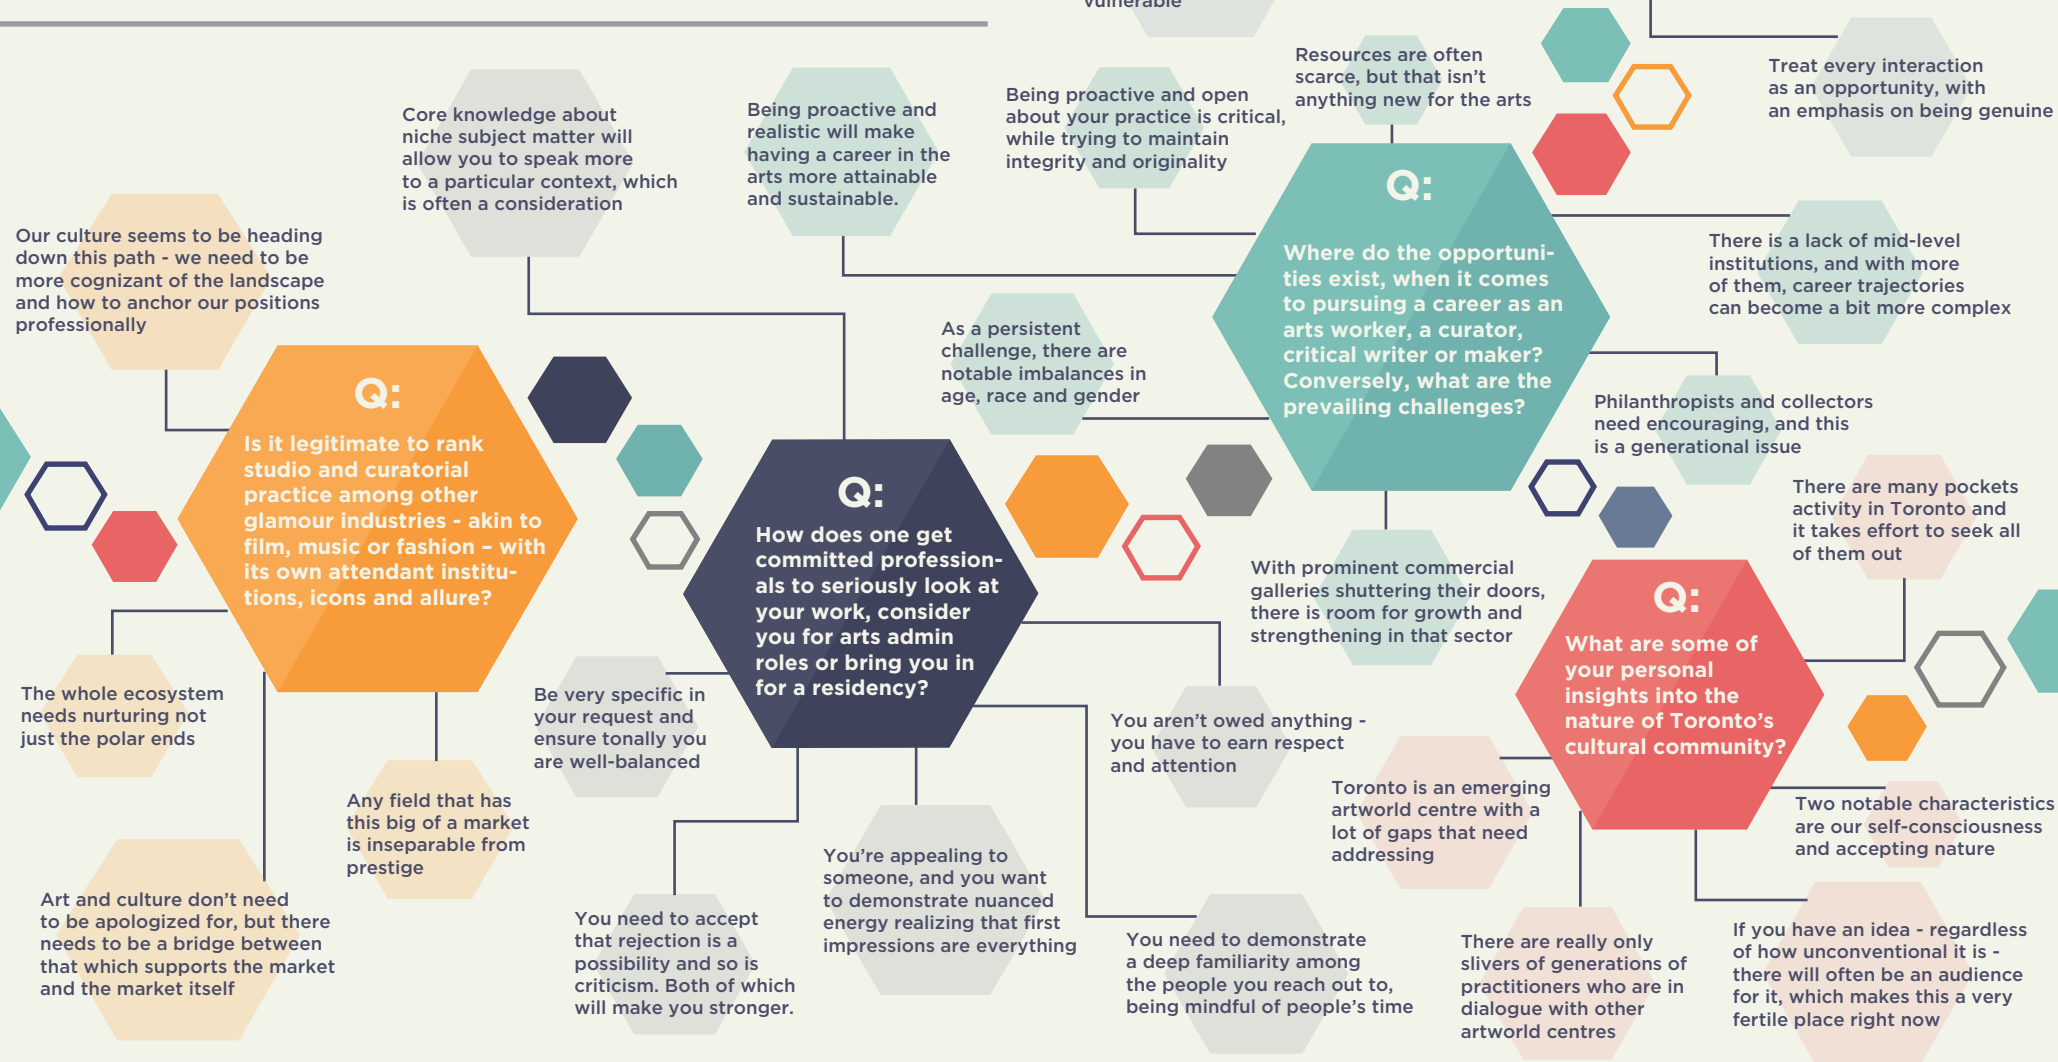 vulnerable
Resources are often
scarce, but that isn't
anything new for the arts
Treat every interaction
as an opportunity, with
an emphasis on being genuine
Core knowledge about
niche subject matter will
allow you to speak more
to a particular context, which
is often a consideration
Being proactive and
realistic will make
having a career in the
arts more attainable
and sustainable.
Being proactive and open
about your practice is critical,
while trying to maintain
integrity and originality
Our culture seems to be heading
down this path - we need to be
more cognizant of the landscape
and how to anchor our positions
professionally
Q:
Where do the opportuni-
ties exist, when it comes
to pursuing a career as an
arts worker, a curator,
critical writer or maker?
Conversely, what are the
prevailing challenges?
There is a lack of mid-level
institutions, and with more
of them, career trajectories
can become a bit more complex
As a persistent
challenge, there are
notable imbalances in
age, race and gender
Philanthropists and collectors
need encouraging, and this
is a generational issue
Q:
Is it legitimate to rank
studio and curatorial
practice among other
glamour industries - akin to
film, music or fashion – with
its own attendant institu-
tions, icons and allure?
Q:
How does one get
committed profession-
als to seriously look at
your work, consider
you for arts admin
roles or bring you in
for a residency?
There are many pockets
activity in Toronto and
it takes effort to seek all
of them out
With prominent commercial
galleries shuttering their doors,
there is room for growth and
strengthening in that sector
Q:
What are some of
your personal
insights into the
nature of Toronto's
cultural community?
The whole ecosystem
needs nurturing not
just the polar ends
Be very specific in
your request and
ensure tonally you
are well-balanced
You aren't owed anything -
you have to earn respect
and attention
Any field that has
this big of a market
is inseparable from
prestige
Toronto is an emerging
artworld centre with a
lot of gaps that need
addressing
Two notable characteristics
are our self-consciousness
and accepting nature
Art and culture don't need
to be apologized for, but there
needs to be a bridge between
that which supports the market
and the market itself
You need to accept
that rejection is a
possibility and so is
criticism. Both of which
will make you stronger.
You're appealing to
someone, and you want
to demonstrate nuanced
energy realizing that first
impressions are everything
You need to demonstrate
a deep familiarity among
the people you reach out to,
being mindful of people's time
There are really only
slivers of generations of
practitioners who are in
dialogue with other
artworld centres
If you have an idea - regardless
of how unconventional it is -
there will often be an audience
for it, which makes this a very
fertile place right now